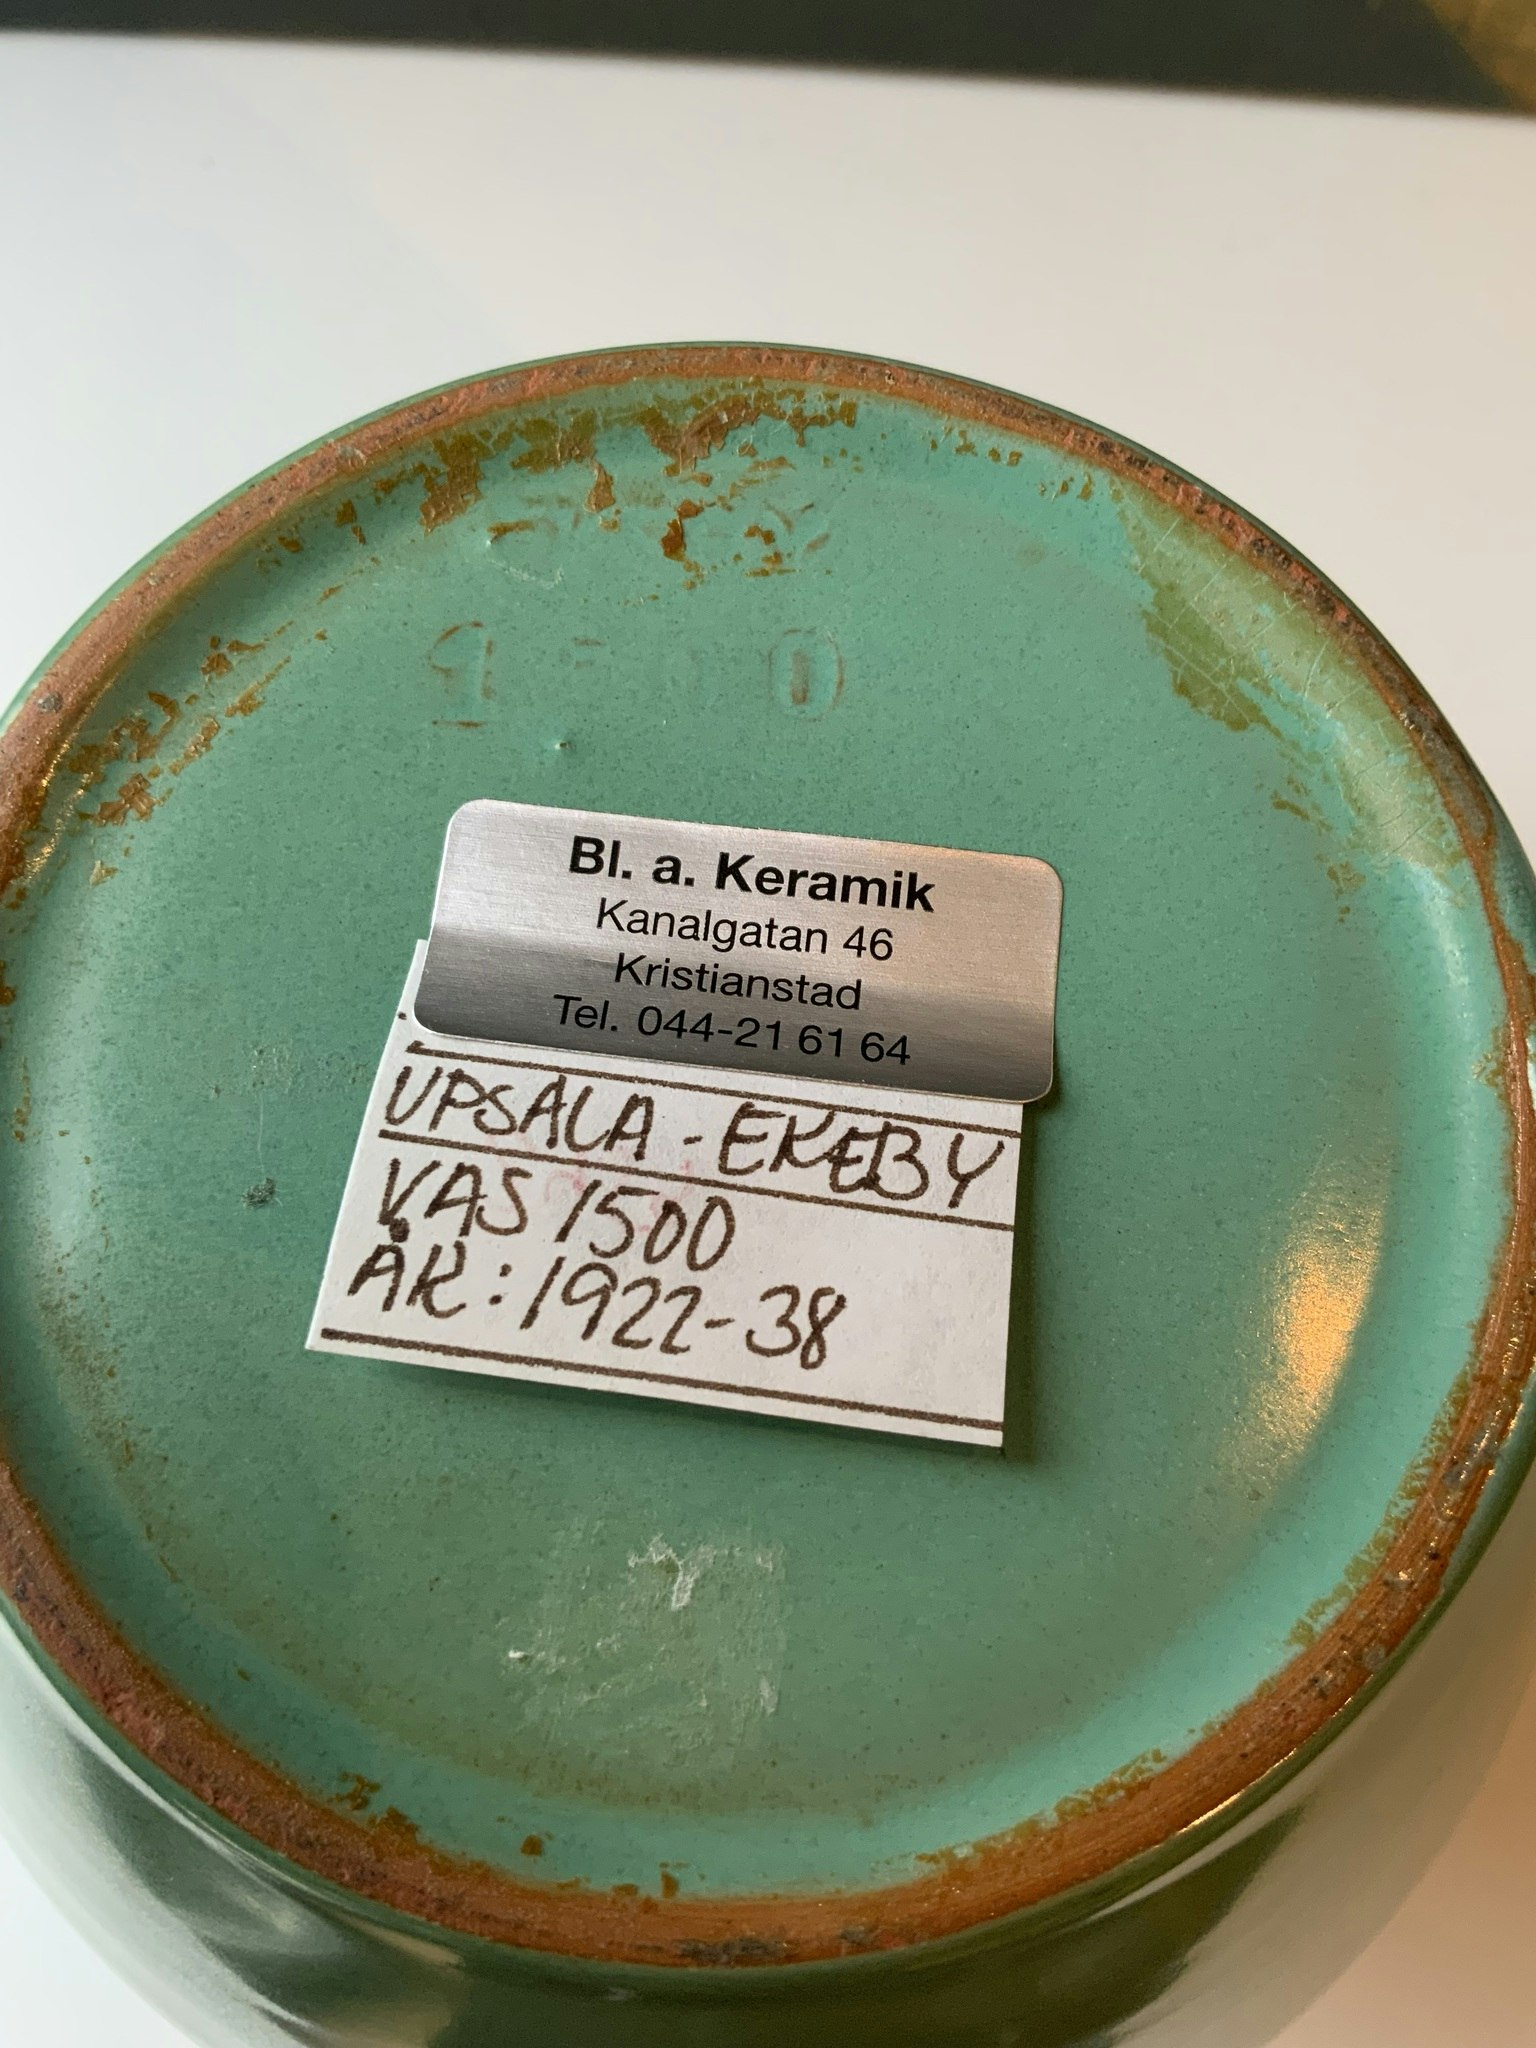 Bl. a. Keramik
Kanalgatan 46
Kristianstad
Tel. 044-21 61 64
UPSALA - EKEBY
VAS 1500
ÅR: 1922-38